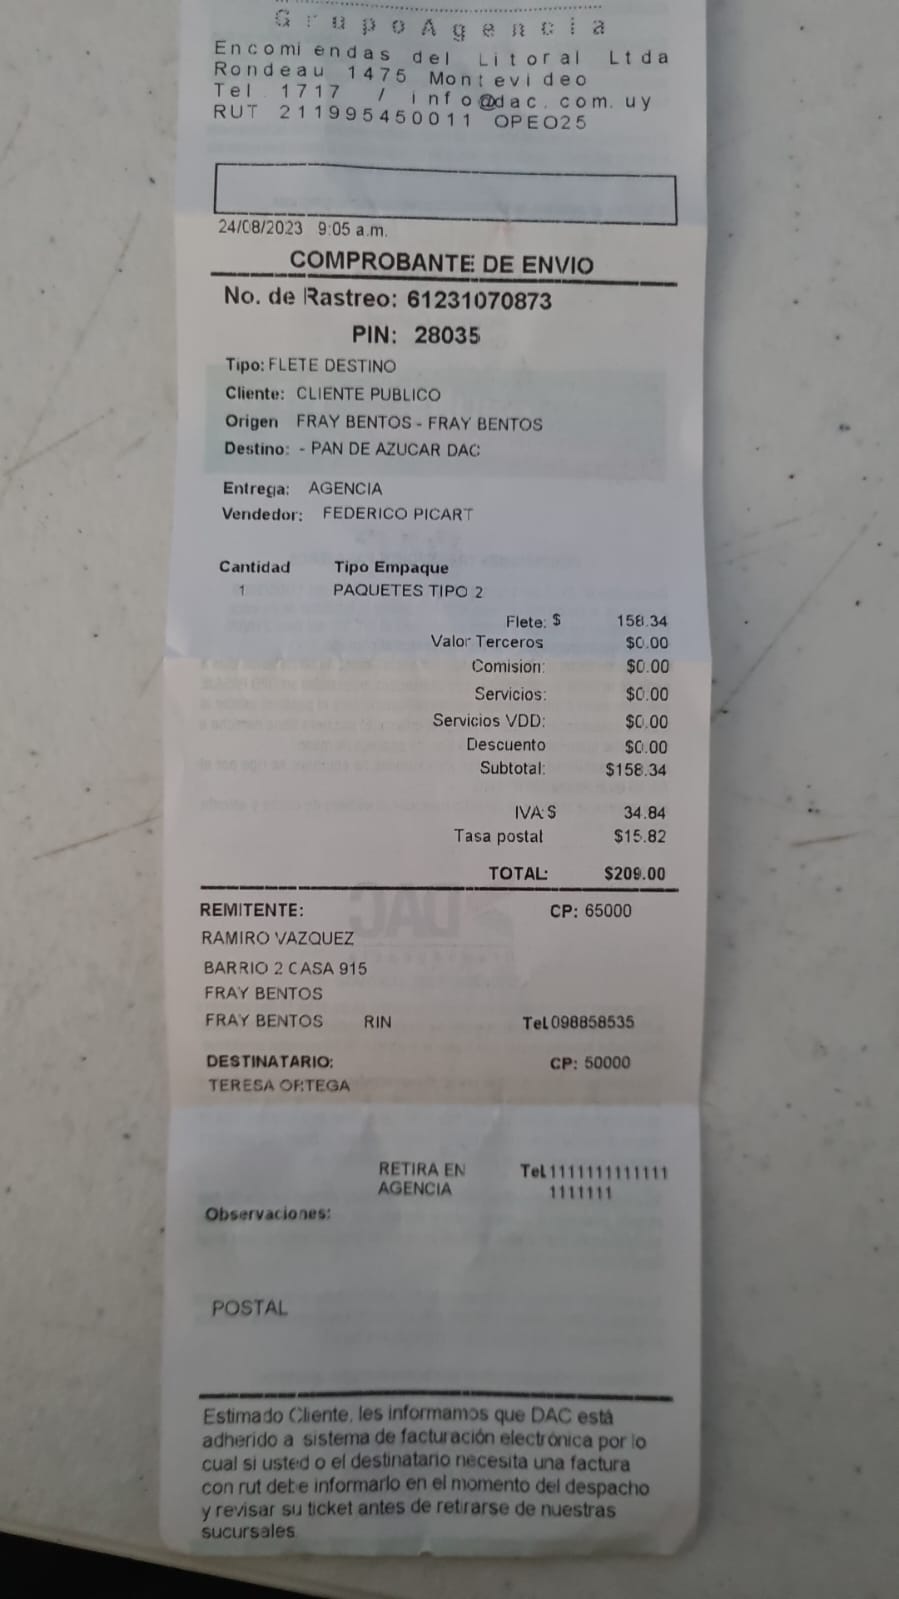 GrupoAgencia
Encomiendas del Litoral Ltda
Rondeau 1475 Montevideo
Tel 1717 / info@dac.com.uy
RUT 211995450011 OPEO25
24/08/2023 9:05 a.m.
COMPROBANTE DE ENVIO
No. de Rastreo: 61231070873
PIN: 28035
Tipo: FLETE DESTINO
Cliente: CLIENTE PUBLICO
Origen FRAY BENTOS - FRAY BENTOS
Destino: - PAN DE AZUCAR DAC
Entrega: AGENCIA
Vendedor: FEDERICO PICART
Cantidad Tipo Empaque
1 PAQUETES TIPO 2
Flete: $ 158.34
Valor Terceros $0.00
Comision: $0.00
Servicios: $0.00
Servicios VDD: $0.00
Descuento $0.00
Subtotal: $158.34
IVA:$ 34.84
Tasa postal $15.82
TOTAL: $209.00
REMITENTE: CP: 65000
RAMIRO VAZQUEZ
BARRIO 2 CASA 915
FRAY BENTOS
FRAY BENTOS RIN Tel.098858535
DESTINATARIO: CP: 50000
TERESA ORTEGA
RETIRA EN Tel.1111111111111
AGENCIA 1111111
Observaciones:
POSTAL
Estimado Cliente, les informamos que DAC está
adherido a sistema de facturación electrónica por lo
cual si usted o el destinatario necesita una factura
con rut debe informarlo en el momento del despacho
y revisar su ticket antes de retirarse de nuestras
sucursales.